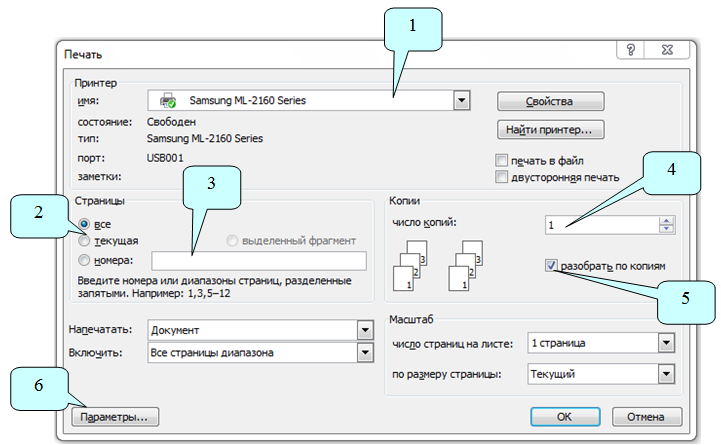 1
Печать
Принтер
имя: Samsung ML-2160 Series
Свойства
состояние: Свободен
тип: Samsung ML-2160 Series
Найти принтер...
порт: USB001
заметки:
печать в файл
двусторонняя печать
3
4
2
Страницы
все
текущая
выделенный фрагмент
номера:
Введите номера или диапазоны страниц, разделенные
запятыми. Например: 1,3,5–12
Копии
число копий: 1
1 2 3
1 2 3
разобрать по копиям
5
Напечатать: Документ
Включить: Все страницы диапазона
Масштаб
число страниц на листе: 1 страница
по размеру страницы: Текущий
6
Параметры...
ОК
Отмена